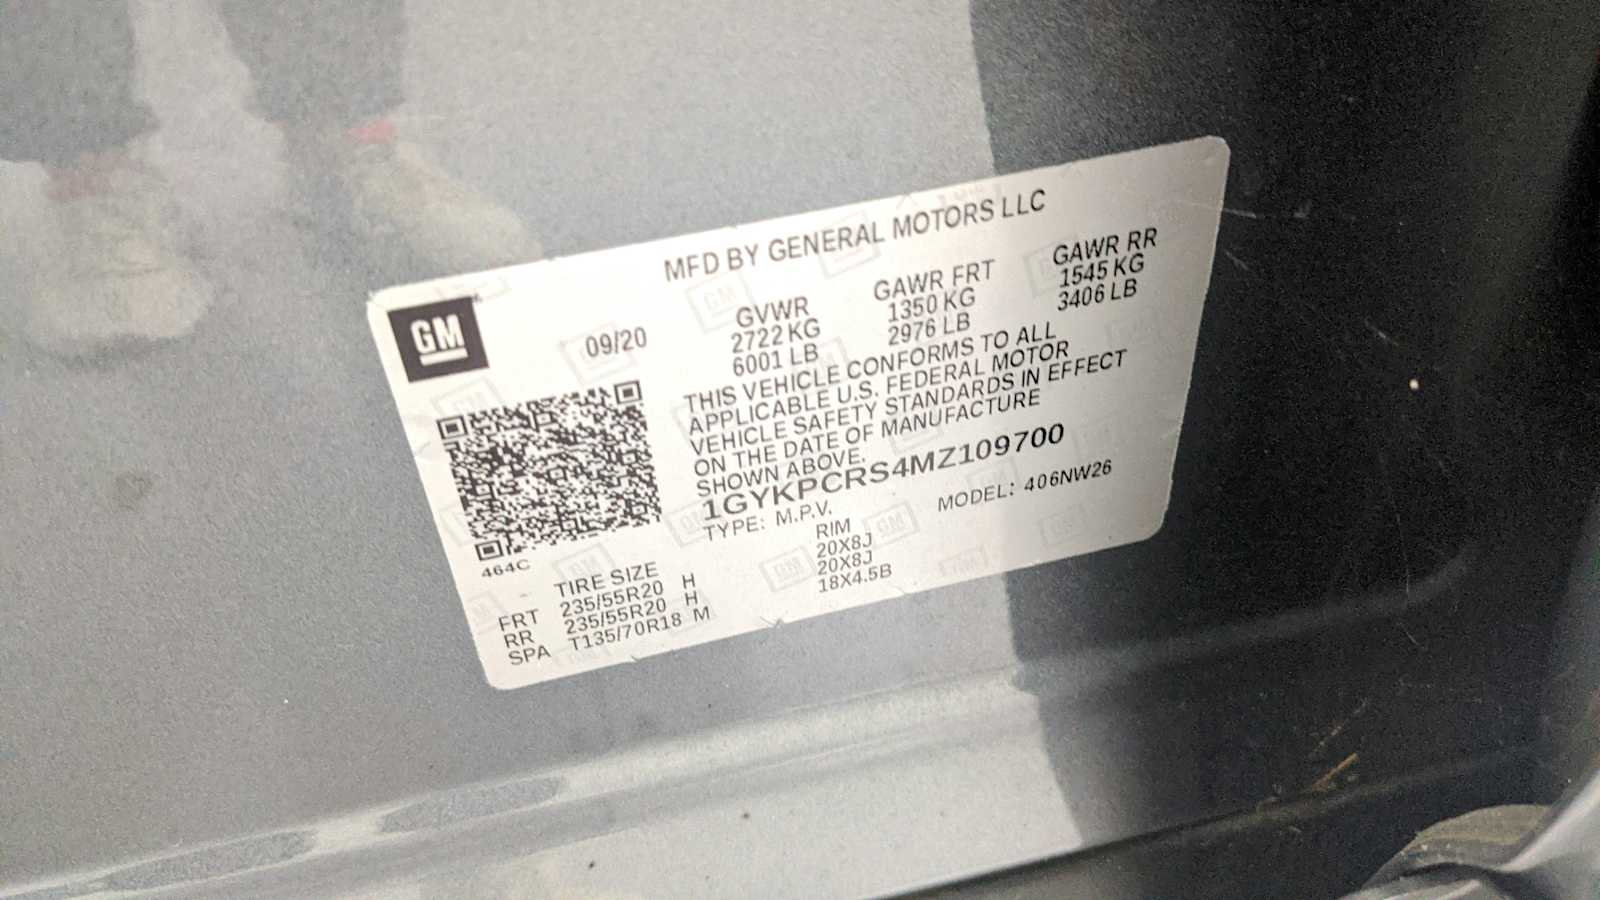 MFD BY GENERAL MOTORS LLC
GM
09/20
GVWR
2722 KG
6001 LB
GAWR FRT
1350 KG
2976 LB
GAWR RR
1545 KG
3406 LB
THIS VEHICLE CONFORMS TO ALL
APPLICABLE U.S. FEDERAL MOTOR
VEHICLE SAFETY STANDARDS IN EFFECT
ON THE DATE OF MANUFACTURE
SHOWN ABOVE.
1GYKPCRS4MZ109700
TYPE: M.P.V. MODEL: 406NW26
464C
TIRE SIZE RIM
FRT 235/55R20 H 20X8J
RR 235/55R20 H 20X8J
SPA T135/70R18 M 18X4.5B